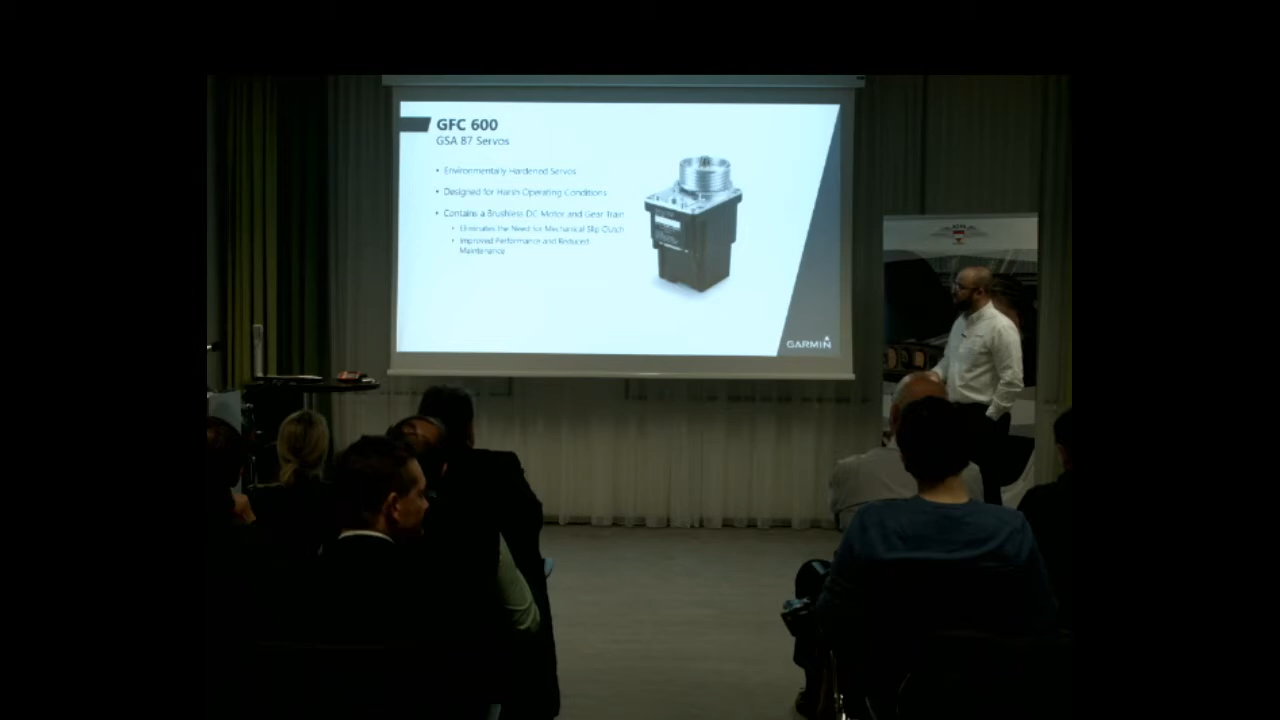 GFC 600
GSA 87 Servos
• Environmentally Hardened Servos
• Designed for Harsh Operating Conditions
• Contains a Brushless DC Motor and Gear Train
• Eliminates the Need for Mechanical Slip Clutch
• Improved Performance and Reduced
Maintenance
GARMIN